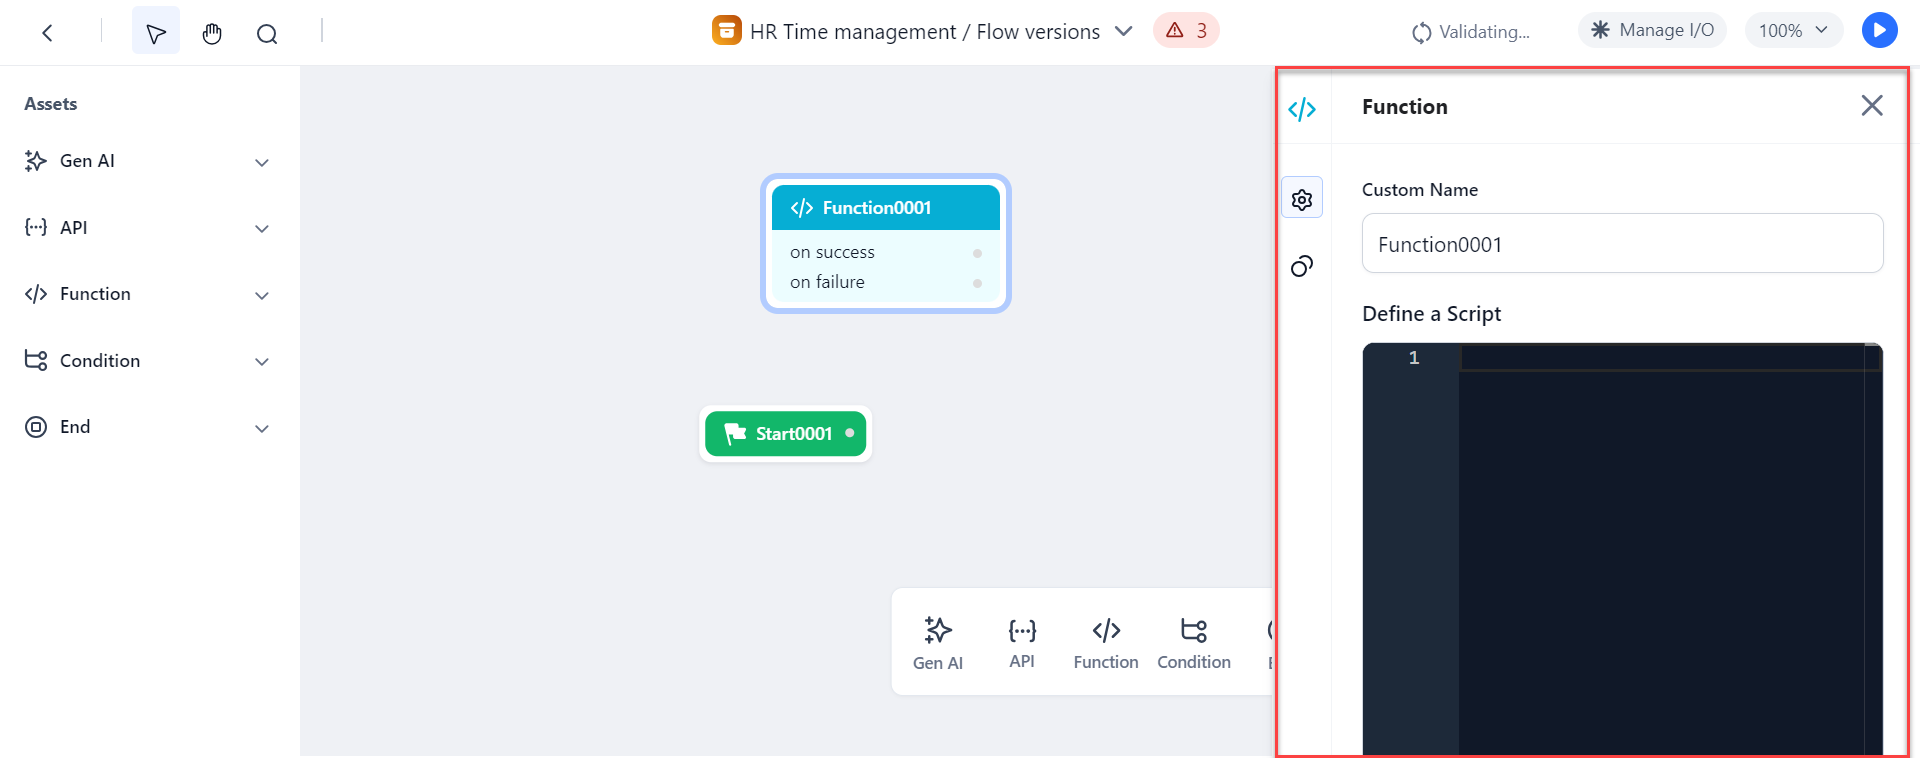 HR Time management / Flow versions
3
Validating...
Manage I/O
100%
Assets
Gen AI
API
Function
Condition
End
Function0001
on success
on failure
Start0001
Gen AI
API
Function
Condition
Function
Custom Name
Function0001
Define a Script
1